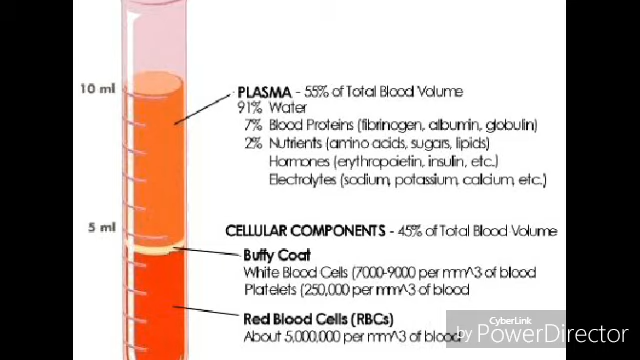 10 ml
PLASMA - 55% of Total Blood Volume
91% Water
7% Blood Proteins (fibrinogen, albumin, globulin)
2% Nutrients (amino acids, sugars, lipids)
Hormones (erythropoietin, insulin, etc.)
Electrolytes (sodium, potassium, calcium, etc.)
5 ml
CELLULAR COMPONENTS - 45% of Total Blood Volume
Buffy Coat
White Blood Cells (7000-9000 per mm^3 of blood
Platelets (250,000 per mm^3 of blood
Red Blood Cells (RBCs)
About 5,000,000 per mm^3 of blood
CyberLink
by PowerDirector